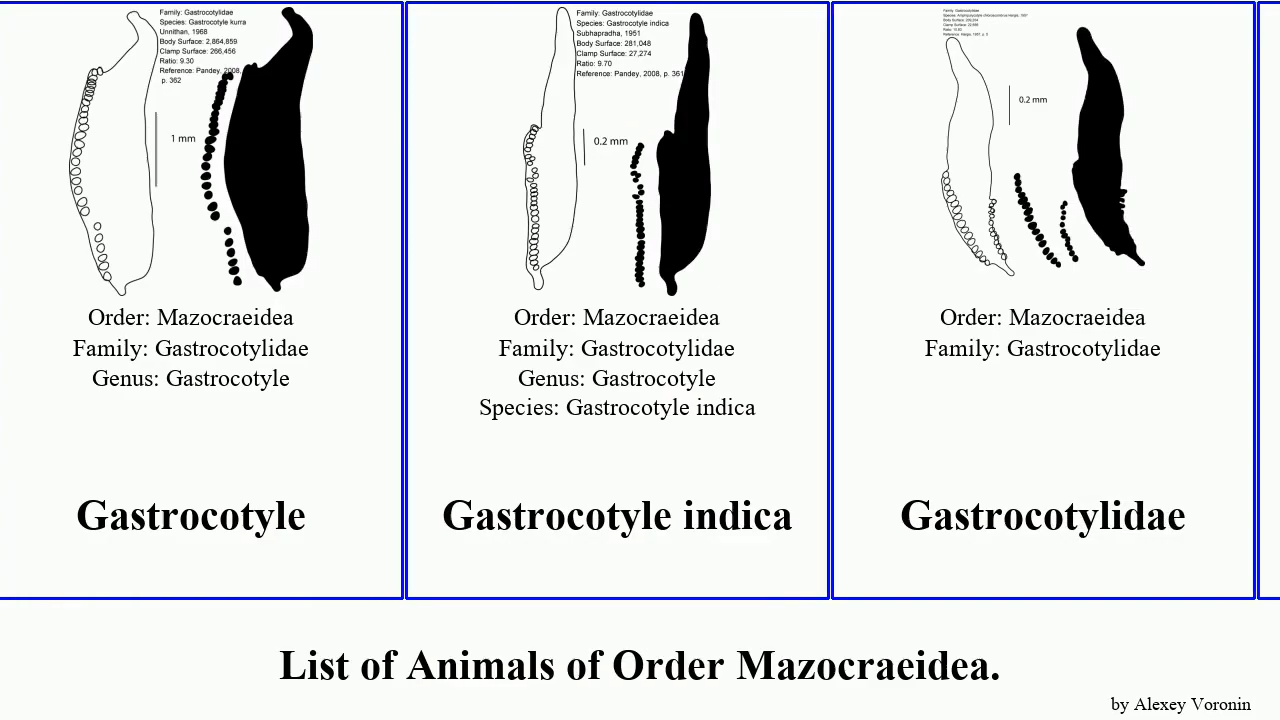 Family: Gastrocotylidae
Species: Gastrocotyle kurra
Unnithan, 1968
Body Surface: 2,864,859
Clamp Surface: 266,456
Ratio: 9.30
Reference: Pandey, 2008,
p. 362
1 mm
Order: Mazocraeidea
Family: Gastrocotylidae
Genus: Gastrocotyle
Gastrocotyle
Family: Gastrocotylidae
Species: Gastrocotyle indica
Subhapradha, 1951
Body Surface: 281,048
Clamp Surface: 27,274
Ratio: 9.70
Reference: Pandey, 2008, p. 361
0.2 mm
Order: Mazocraeidea
Family: Gastrocotylidae
Genus: Gastrocotyle
Species: Gastrocotyle indica
Gastrocotyle indica
Family: Gastrocotylidae
0.2 mm
Order: Mazocraeidea
Family: Gastrocotylidae
Gastrocotylidae
List of Animals of Order Mazocraeidea.
by Alexey Voronin